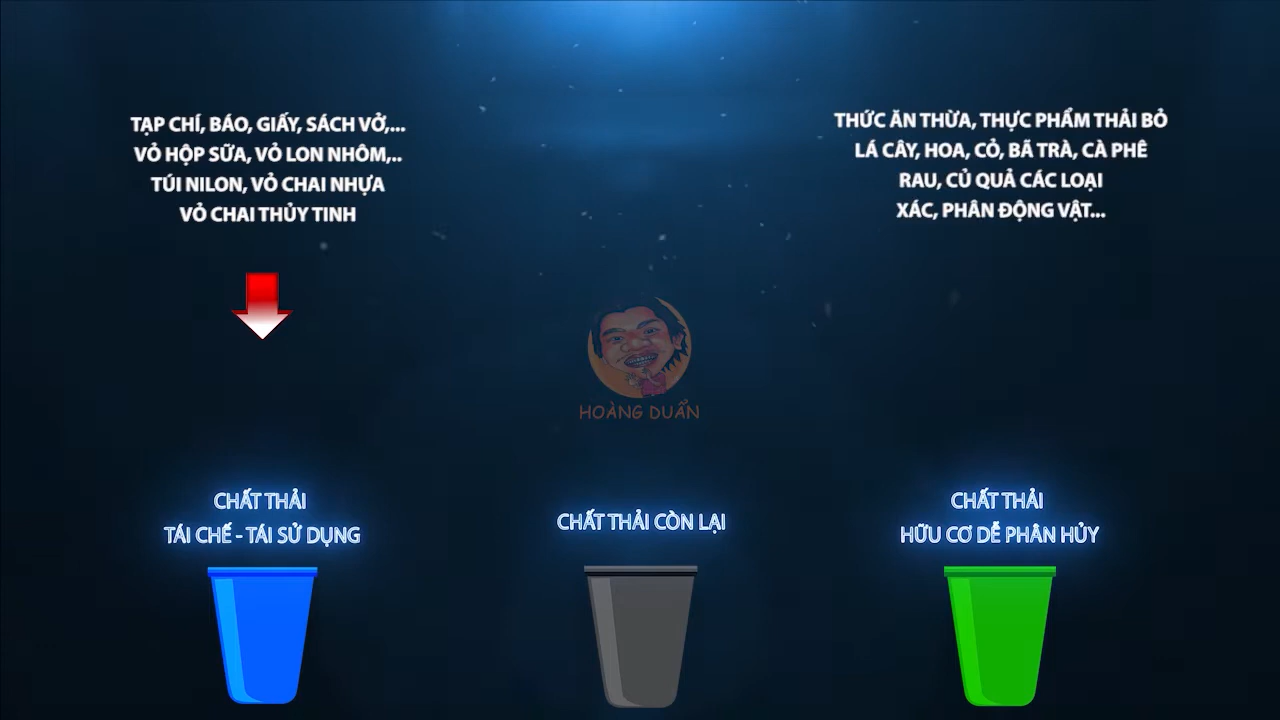 TẠP CHÍ, BÁO, GIẤY, SÁCH VỞ,...
VỎ HỘP SỮA, VỎ LON NHÔM,..
TÚI NILON, VỎ CHAI NHỰA
VỎ CHAI THỦY TINH
THỨC ĂN THỪA, THỰC PHẨM THẢI BỎ
LÁ CÂY, HOA, CỎ, BÃ TRÀ, CÀ PHÊ
RAU, CỦ QUẢ CÁC LOẠI
XÁC, PHÂN ĐỘNG VẬT...
HOÀNG DUẨN
CHẤT THẢI
TÁI CHẾ - TÁI SỬ DỤNG
CHẤT THẢI CÒN LẠI
CHẤT THẢI
HỮU CƠ DỄ PHÂN HỦY